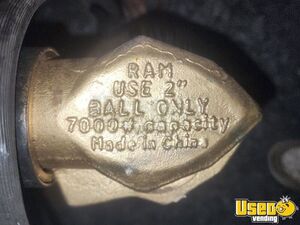 RAM
USE 2"
BALL ONLY
7000# capacity
Made in China
Used
vending